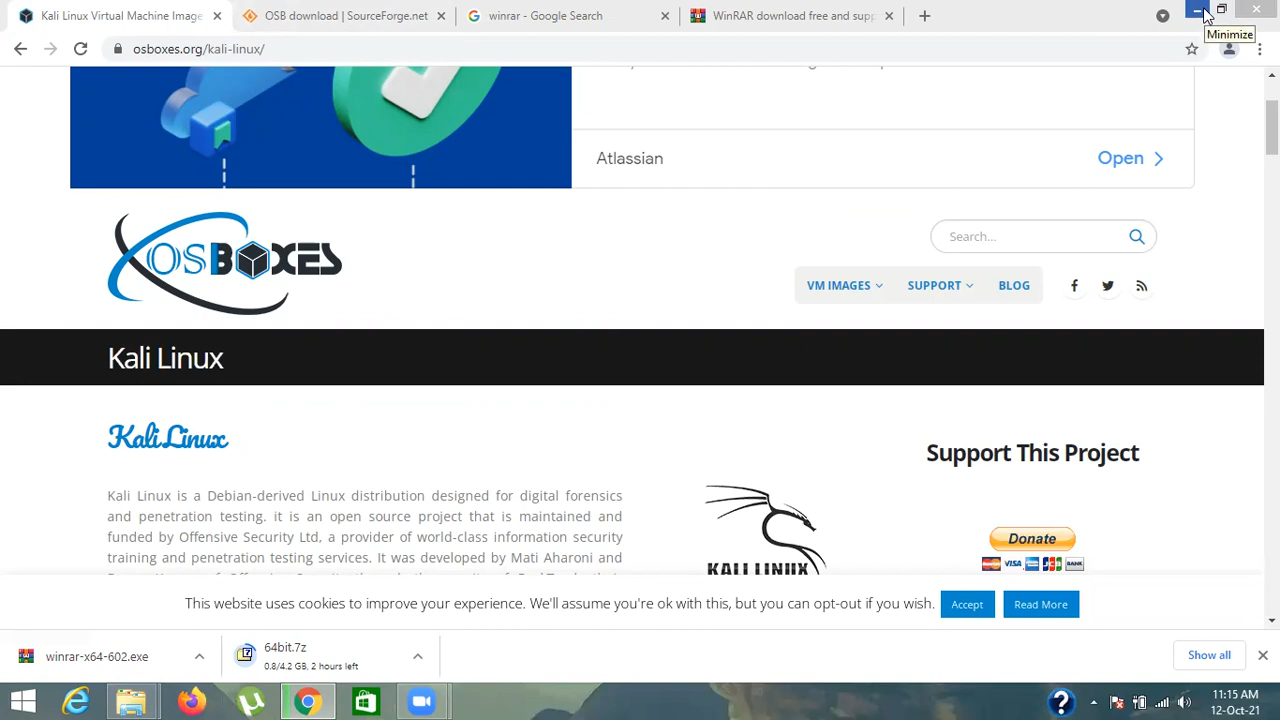 Kali Linux Virtual Machine Image
OSB download | SourceForge.net
winrar - Google Search
WinRAR download free and supp
Minimize
osboxes.org/kali-linux/
Atlassian
Open
OSBOXES
Search...
VM IMAGES
SUPPORT
BLOG
Kali Linux
Kali Linux
Support This Project
Kali Linux is a Debian-derived Linux distribution designed for digital forensics
and penetration testing. it is an open source project that is maintained and
funded by Offensive Security Ltd, a provider of world-class information security
training and penetration testing services. It was developed by Mati Aharoni and
Donate
VISA
JCB
BANK
KALI LINUX
This website uses cookies to improve your experience. We'll assume you're ok with this, but you can opt-out if you wish.
Accept
Read More
winrar-x64-602.exe
64bit.7z
0.8/4.2 GB, 2 hours left
Show all
11:15 AM
12-Oct-21